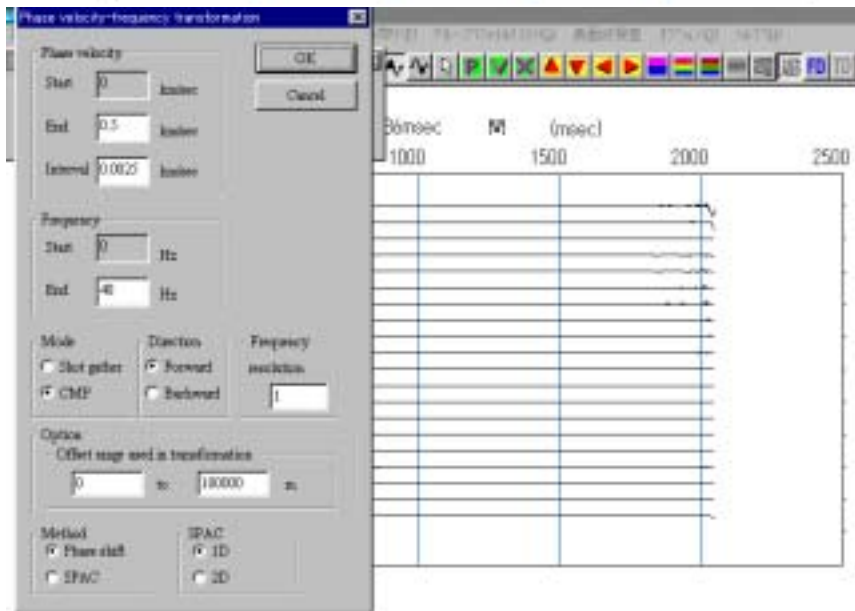 Phase velocity-frequency transformation
Phase velocity
OK
Start 0 km/sec
Cancel
End 0.5 km/sec
Interval 0.0025 km/sec
Frequency
Start 0 Hz
End 40 Hz
Mode
Direction
Frequency resolution
Shot gather
Forward
CMP
Backward
1
Option
Offset range used in transformation
0 to 100000 m
Method
SPAC
Phase shift
1D
SPAC
2D
FD TD
(msec)
1000 1500 2000 2500